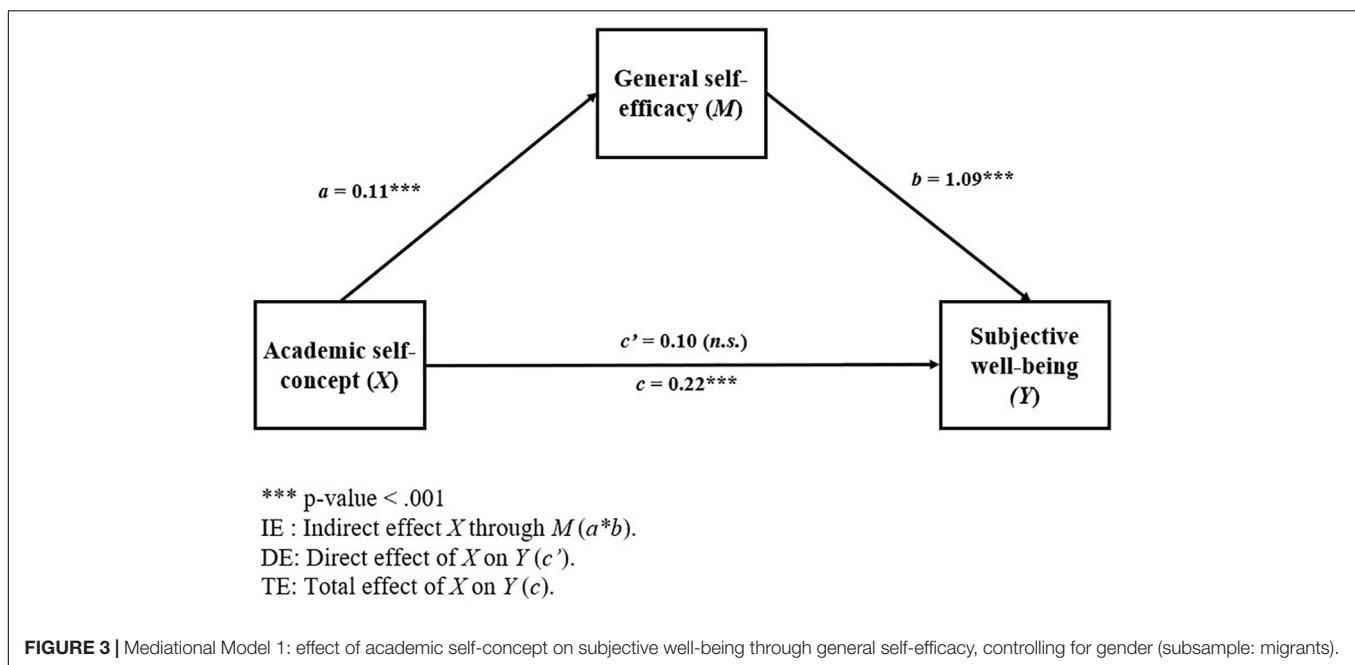 General self-
efficacy (M)
a = 0.11***
b = 1.09***
Academic self-
concept (X)
c’ = 0.10 (n.s.)
c = 0.22***
Subjective
well-being
(Y)
*** p-value < .001
IE : Indirect effect X through M (a*b).
DE: Direct effect of X on Y (c’).
TE: Total effect of X on Y (c).
FIGURE 3 | Mediational Model 1: effect of academic self-concept on subjective well-being through general self-efficacy, controlling for gender (subsample: migrants).